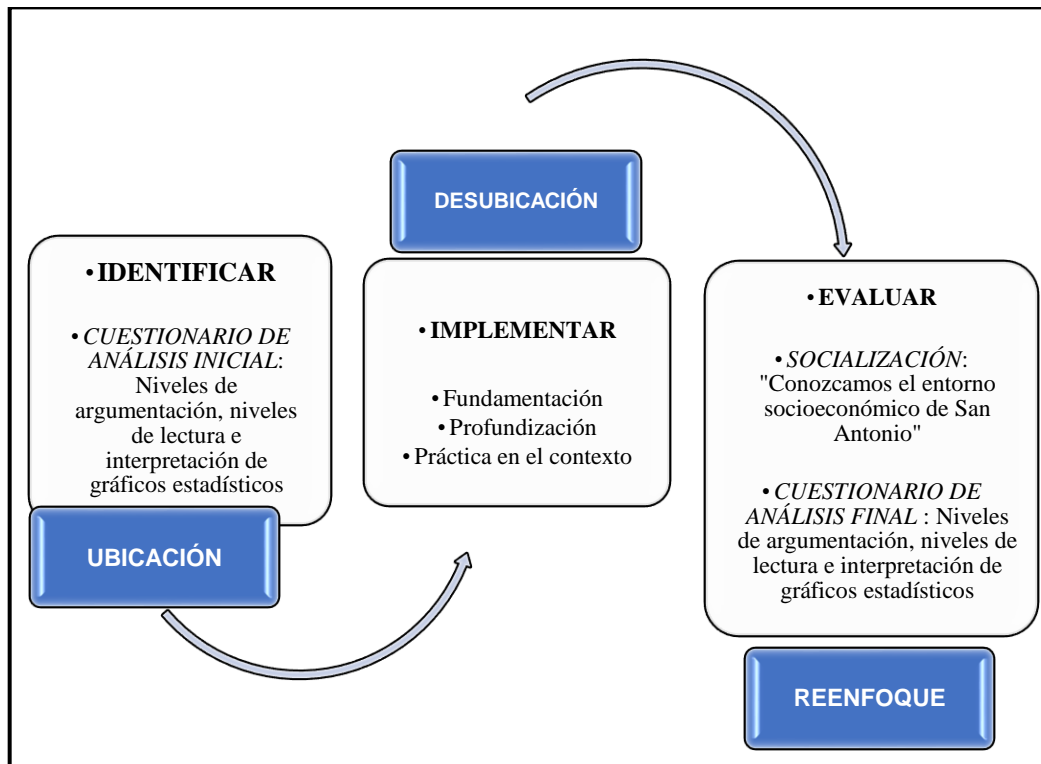 • IDENTIFICAR
• CUESTIONARIO DE
ANÁLISIS INICIAL:
Niveles de
argumentación, niveles
de lectura e
interpretación de
gráficos estadísticos
UBICACIÓN
DESUBICACIÓN
• IMPLEMENTAR
• Fundamentación
• Profundización
• Práctica en el contexto
• EVALUAR
• SOCIALIZACIÓN:
"Conozcamos el entorno
socioeconómico de San
Antonio"
• CUESTIONARIO DE
ANÁLISIS FINAL : Niveles
de argumentación, niveles de
lectura e interpretación de
gráficos estadísticos
REENFOQUE